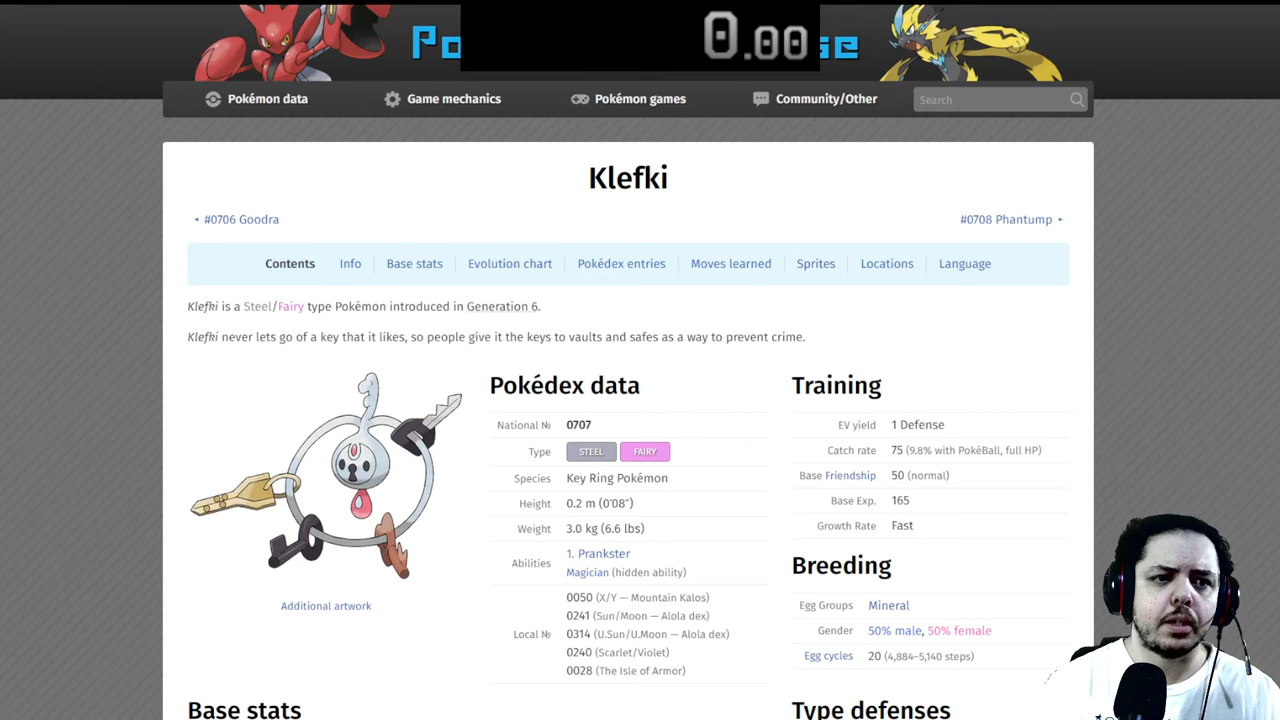 Po
se
0.00
Pokémon data
Game mechanics
Pokémon games
Community/Other
Search
Klefki
#0706 Goodra
#0708 Phantump
Contents
Info
Base stats
Evolution chart
Pokédex entries
Moves learned
Sprites
Locations
Language
Klefki is a Steel/Fairy type Pokémon introduced in Generation 6.
Klefki never lets go of a key that it likes, so people give it the keys to vaults and safes as a way to prevent crime.
Additional artwork
Pokédex data
National № 0707
Type STEEL FAIRY
Species Key Ring Pokémon
Height 0.2 m (0′08″)
Weight 3.0 kg (6.6 lbs)
Abilities 1. Prankster
Magician (hidden ability)
Local № 0050 (X/Y — Mountain Kalos)
0241 (Sun/Moon — Alola dex)
0314 (U.Sun/U.Moon — Alola dex)
0240 (Scarlet/Violet)
0028 (The Isle of Armor)
Training
EV yield 1 Defense
Catch rate 75 (9.8% with PokéBall, full HP)
Base Friendship 50 (normal)
Base Exp. 165
Growth Rate Fast
Breeding
Egg Groups Mineral
Gender 50% male, 50% female
Egg cycles 20 (4,884–5,140 steps)
Base stats
Type defenses